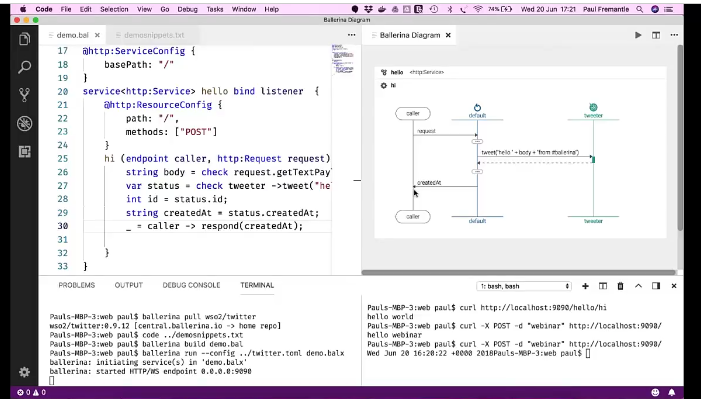 Code File Edit Selection View Go Debug Tasks Window Help 74% Wed 20 Jun 17:21 Paul Fremantle
Ballerina Diagram
demo.bal
demosnippets.txt
Ballerina Diagram
17 @http:ServiceConfig {
18 basePath: "/"
19 }
20 service<http:Service> hello bind listener {
21 @http:ResourceConfig {
22 path: "/",
23 methods: ["POST"]
24 }
25 hi (endpoint caller, http:Request request)
26 string body = check request.getTextPay
27 var status = check tweeter ->tweet("he
28 int id = status.id;
29 string createdAt = status.createdAt;
30 _ = caller -> respond(createdAt);
31
32 }
33 }
hello <http:Service>
hi
caller
default
tweeter
request
tweet("hello " + body + "from #ballerina")
createdAt
caller
default
tweeter
PROBLEMS OUTPUT DEBUG CONSOLE TERMINAL 1: bash, bash
Pauls-MBP-3:web paul$ ballerina pull wso2/twitter
wso2/twitter:0.9.12 [central.ballerina.io -> home repo]
Pauls-MBP-3:web paul$ code ../demosnippets.txt
Pauls-MBP-3:web paul$ ballerina build demo.bal
Pauls-MBP-3:web paul$ ballerina run --config ../twitter.toml demo.balx
ballerina: initiating service(s) in 'demo.balx'
ballerina: started HTTP/WS endpoint 0.0.0.0:9090
Pauls-MBP-3:web paul$ curl http://localhost:9090/hello/hi
hello world
Pauls-MBP-3:web paul$ curl -X POST -d "webinar" http://localhost:9090/
hello webinar
Pauls-MBP-3:web paul$ curl -X POST -d "webinar" http://localhost:9090/
Wed Jun 20 16:20:22 +0000 2018Pauls-MBP-3:web paul$
0 0